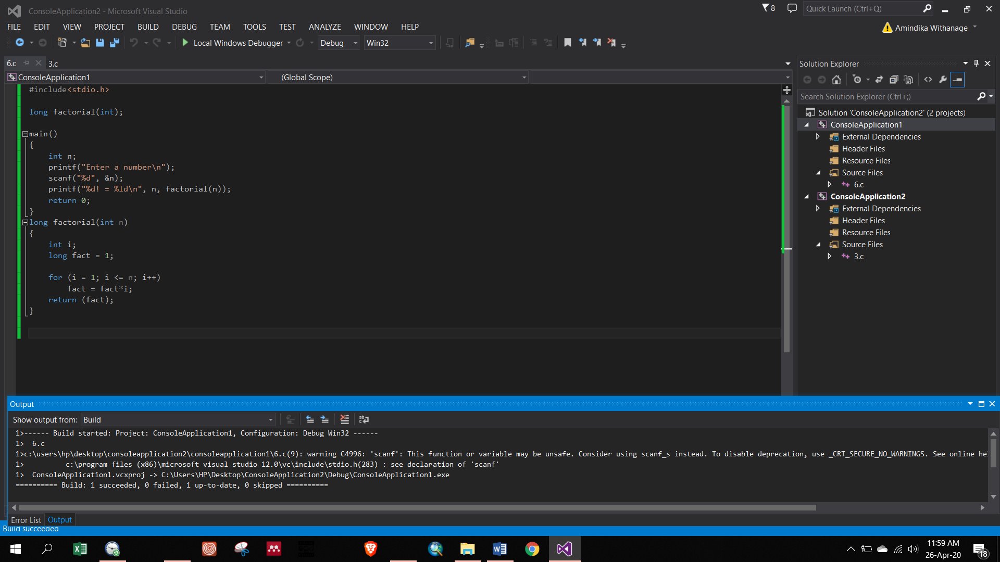 ConsoleApplication2 - Microsoft Visual Studio
8
Quick Launch (Ctrl+Q)
FILE EDIT VIEW PROJECT BUILD DEBUG TEAM TOOLS TEST ANALYZE WINDOW HELP
Amindika Withanage
Local Windows Debugger Debug Win32
6.c 3.c
ConsoleApplication1 (Global Scope)
#include<stdio.h>
long factorial(int);
main()
{
int n;
printf("Enter a number\n");
scanf("%d", &n);
printf("%d! = %ld\n", n, factorial(n));
return 0;
}
long factorial(int n)
{
int i;
long fact = 1;
for (i = 1; i <= n; i++)
fact = fact*i;
return (fact);
}
Solution Explorer
Search Solution Explorer (Ctrl+;)
Solution 'ConsoleApplication2' (2 projects)
ConsoleApplication1
External Dependencies
Header Files
Resource Files
Source Files
6.c
ConsoleApplication2
External Dependencies
Header Files
Resource Files
Source Files
3.c
Output
Show output from: Build
1>------ Build started: Project: ConsoleApplication1, Configuration: Debug Win32 ------
1>  6.c
1>c:\users\hp\desktop\consoleapplication2\consoleapplication1\6.c(9): warning C4996: 'scanf': This function or variable may be unsafe. Consider using scanf_s instead. To disable deprecation, use _CRT_SECURE_NO_WARNINGS. See online hel
1>          c:\program files (x86)\microsoft visual studio 12.0\vc\include\stdio.h(283) : see declaration of 'scanf'
1>  ConsoleApplication1.vcxproj -> C:\Users\HP\Desktop\ConsoleApplication2\Debug\ConsoleApplication1.exe
========== Build: 1 succeeded, 0 failed, 1 up-to-date, 0 skipped ==========
Error List Output
Build succeeded
11:59 AM
26-Apr-20
18